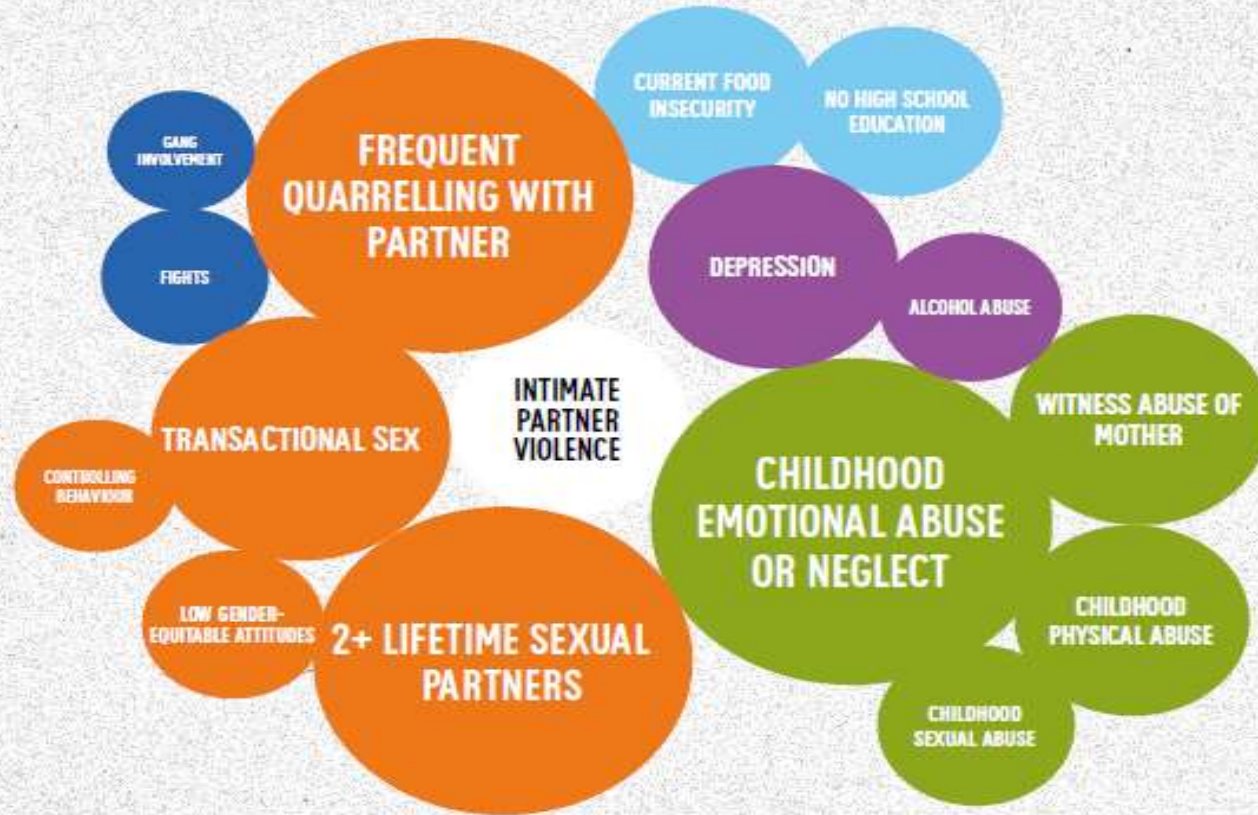 CURRENT FOOD
INSECURITY
NO HIGH SCHOOL
EDUCATION
GANG
INVOLVEMENT
FREQUENT
QUARRELLING WITH
PARTNER
FIGHTS
DEPRESSION
ALCOHOL ABUSE
INTIMATE
PARTNER
VIOLENCE
TRANSACTIONAL SEX
CONTROLLING
BEHAVIOUR
WITNESS ABUSE OF
MOTHER
CHILDHOOD
EMOTIONAL ABUSE
OR NEGLECT
LOW GENDER-
EQUITABLE ATTITUDES
2+ LIFETIME SEXUAL
PARTNERS
CHILDHOOD
PHYSICAL ABUSE
CHILDHOOD
SEXUAL ABUSE